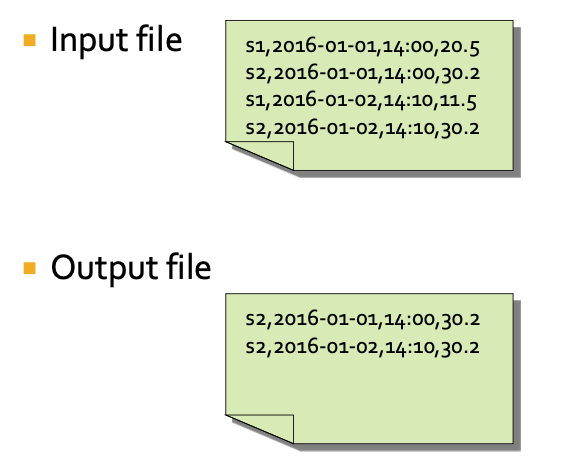 Input file
s1,2016-01-01,14:00,20.5
s2,2016-01-01,14:00,30.2
s1,2016-01-02,14:10,11.5
s2,2016-01-02,14:10,30.2
Output file
s2,2016-01-01,14:00,30.2
s2,2016-01-02,14:10,30.2